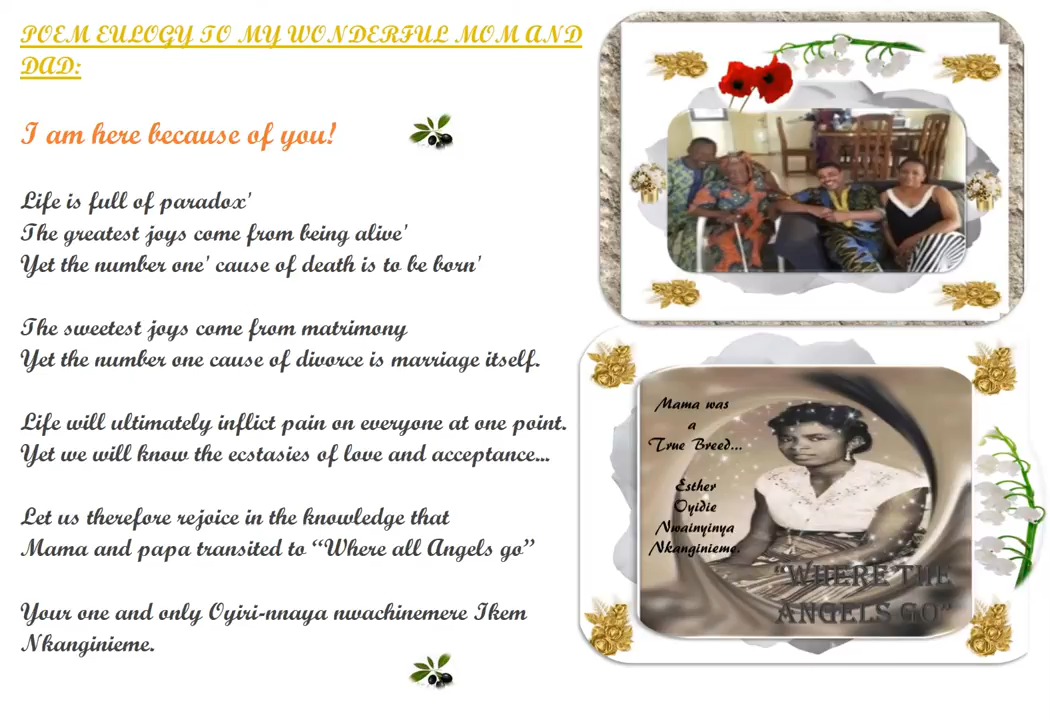 POEM EULOGY TO MY WONDERFUL MOM AND
DAD:
I am here because of you!
Life is full of paradox'
The greatest joys come from being alive'
Yet the number one' cause of death is to be born'
The sweetest joys come from matrimony
Yet the number one cause of divorce is marriage itself.
Life will ultimately inflict pain on everyone at one point.
Yet we will know the ecstasies of love and acceptance...
Let us therefore rejoice in the knowledge that
Mama and papa transited to “Where all Angels go”
Your one and only Oyiri-nnaya nwachinemere Ikem
Nkanginieme.
Mama was
a
True Breed...
Esther
Oyidie
Nwainyinya
Nkanginieme.
“WHERE THE
ANGELS GO”